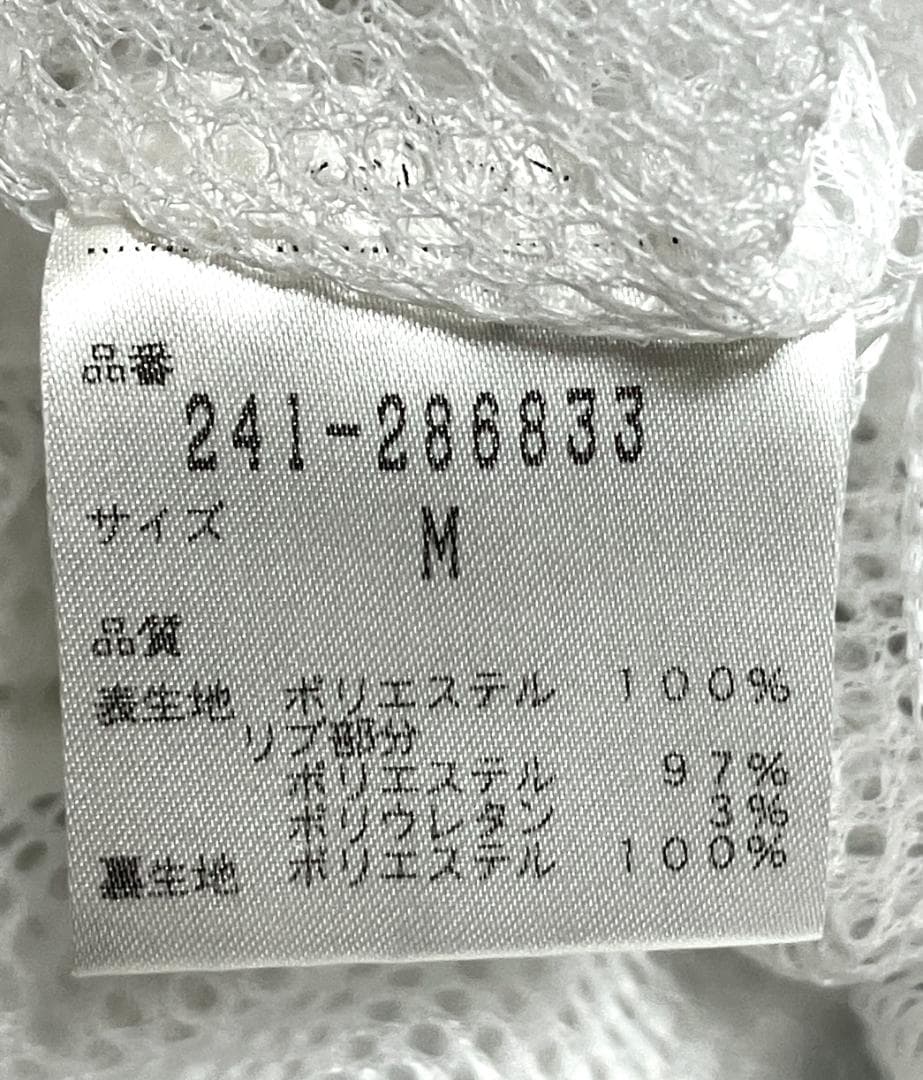 品番
241-286833
サイズ M
品質
表生地 ポリエステル 100%
リブ部分
ポリエステル 97%
ポリウレタン 3%
裏生地 ポリエステル 100%